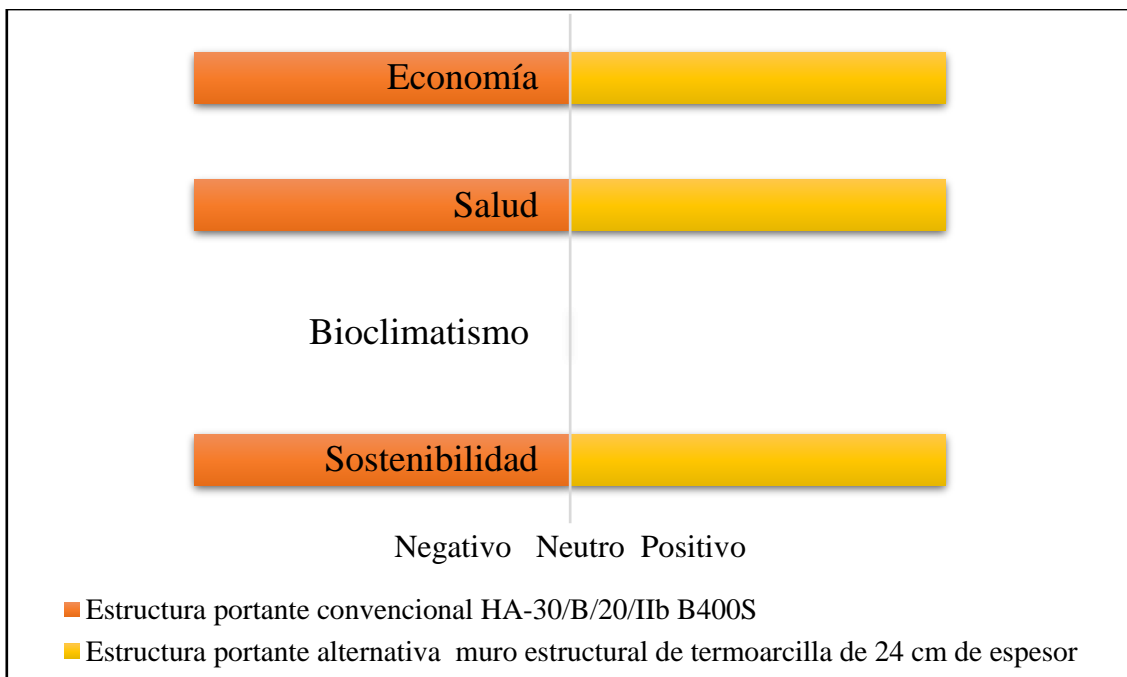 Economía
Salud
Bioclimatismo
Sostenibilidad
Negativo Neutro Positivo
Estructura portante convencional HA-30/B/20/IIb B400S
Estructura portante alternativa muro estructural de termoarcilla de 24 cm de espesor